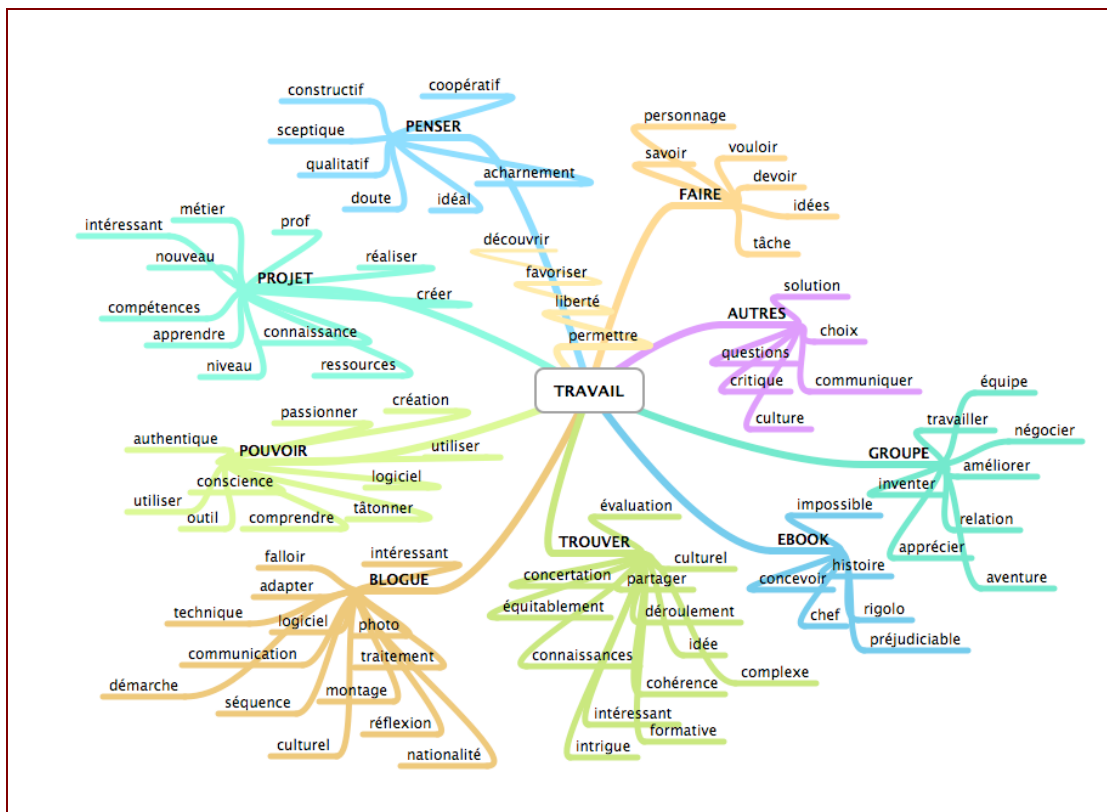 coopératif
constructif
PENSER
sceptique
qualitatif
acharnement
doute
idéal
personnage
vouloir
savoir
devoir
FAIRE
idées
tâche
métier
prof
intéressant
nouveau
réaliser
PROJET
créer
compétences
apprendre
connaissance
niveau
ressources
découvrir
favoriser
liberté
permettre
solution
AUTRES
choix
questions
critique
communiquer
culture
TRAVAIL
équipe
travailler
négocier
GROUPE
améliorer
inventer
relation
apprécier
aventure
création
passionner
authentique
utiliser
POUVOIR
logiciel
conscience
utiliser
tâtonner
outil
comprendre
impossible
EBOOK
histoire
concevoir
rigolo
chef
préjudiciable
évaluation
TROUVER
culturel
concertation
partager
équitablement
déroulement
idée
connaissances
complexe
cohérence
intéressant
formative
intrigue
falloir
intéressant
BLOGUE
adapter
technique
logiciel
photo
communication
traitement
démarche
montage
séquence
réflexion
culturel
nationalité